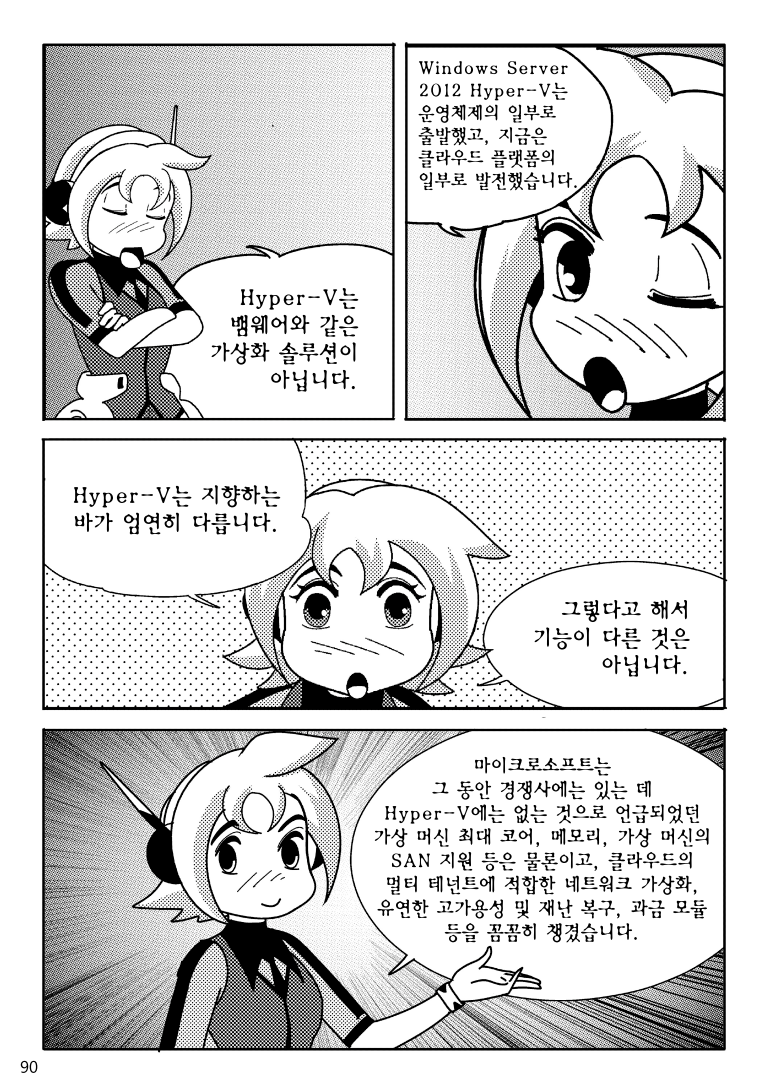 Hyper-V는
뱀웨어와 같은
가상화 솔루션이
아닙니다.
Windows Server
2012 Hyper-V는
운영체제의 일부로
출발했고, 지금은
클라우드 플랫폼의
일부로 발전했습니다.
Hyper-V는 지향하는
바가 엄연히 다릅니다.
그렇다고 해서
기능이 다른 것은
아닙니다.
마이크로소프트는
그 동안 경쟁사에는 있는 데
Hyper-V에는 없는 것으로 언급되었던
가상 머신 최대 코어, 메모리, 가상 머신의
SAN 지원 등은 물론이고, 클라우드의
멀티 테넌트에 적합한 네트워크 가상화,
유연한 고가용성 및 재난 복구, 과금 모듈
등을 꼼꼼히 챙겼습니다.
90